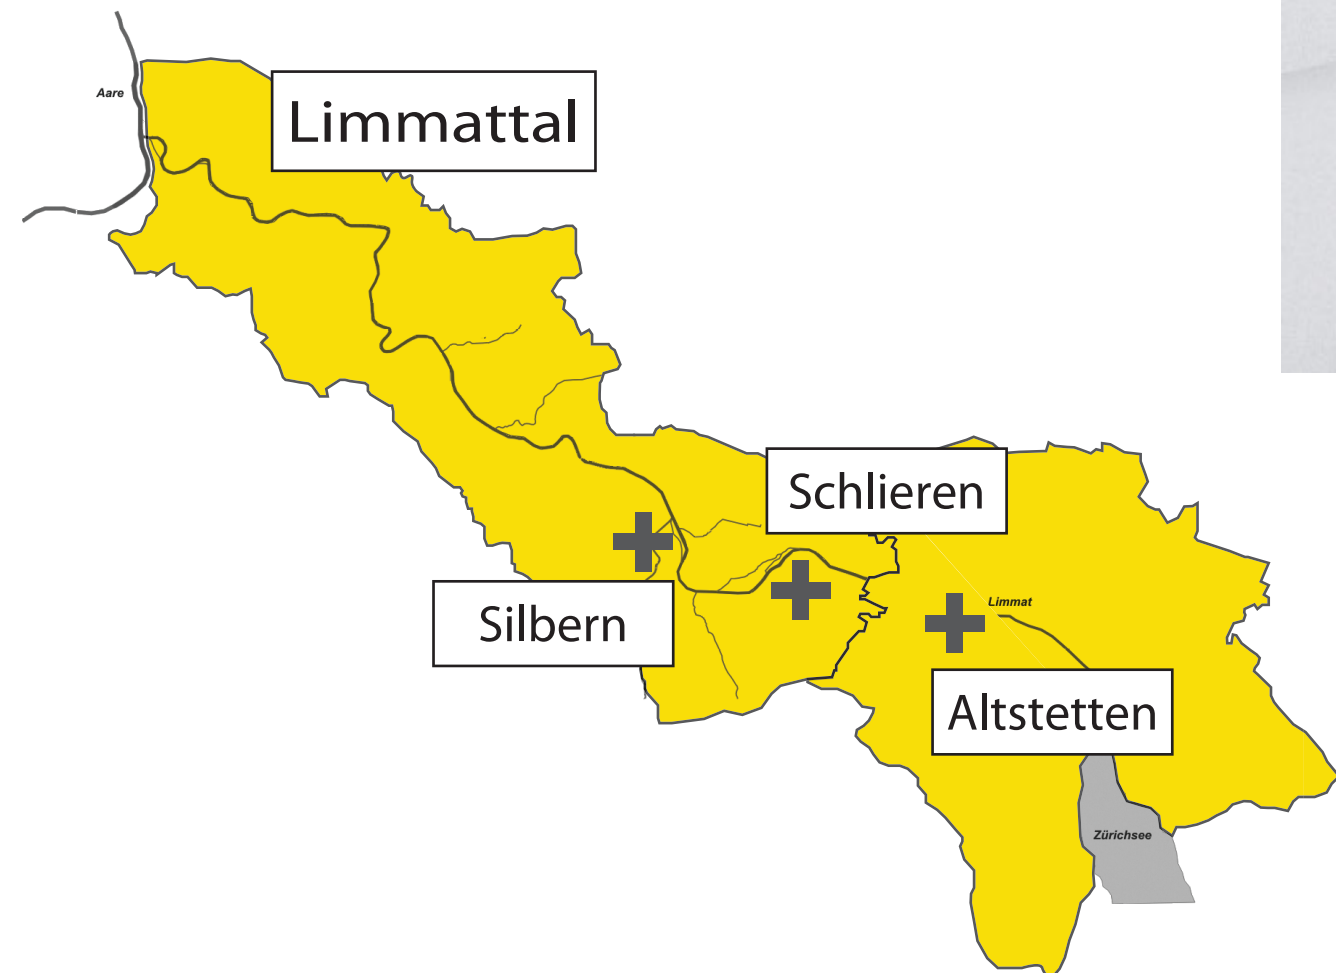 Aare
Limmattal
Schlieren
Silbern
Limmat
Altstetten
Zürichsee